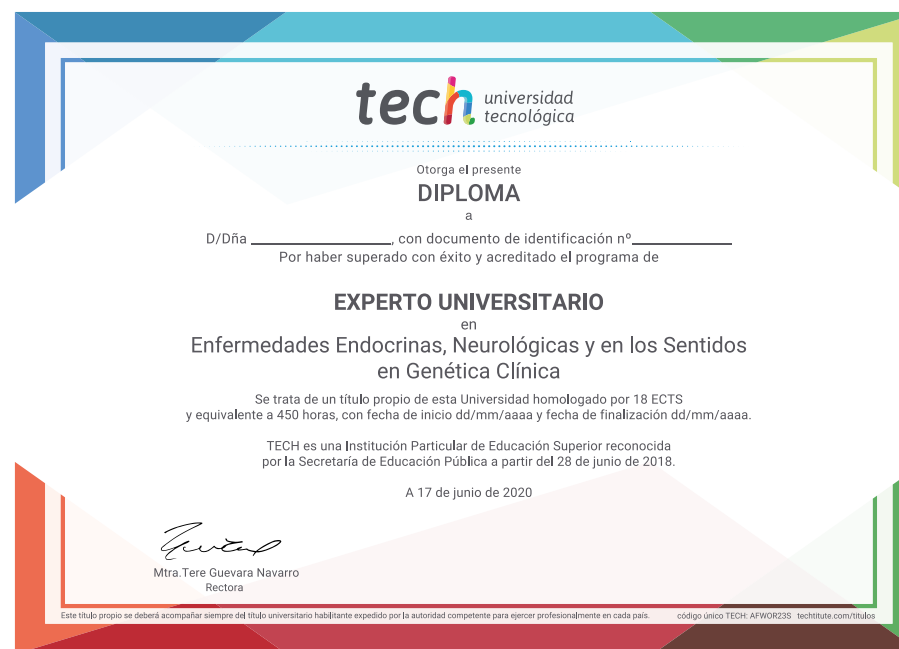 tech universidad
tecnológica
Otorga el presente
DIPLOMA
a
D/Dña ____________________, con documento de identificación nº______________
Por haber superado con éxito y acreditado el programa de
EXPERTO UNIVERSITARIO
en
Enfermedades Endocrinas, Neurológicas y en los Sentidos
en Genética Clínica
Se trata de un título propio de esta Universidad homologado por 18 ECTS
y equivalente a 450 horas, con fecha de inicio dd/mm/aaaa y fecha de finalización dd/mm/aaaa.
TECH es una Institución Particular de Educación Superior reconocida
por la Secretaría de Educación Pública a partir del 28 de junio de 2018.
A 17 de junio de 2020
Mtra.Tere Guevara Navarro
Rectora
Este título propio se deberá acompañar siempre del título universitario habilitante expedido por la autoridad competente para ejercer profesionalmente en cada país. código único TECH: AFWOR23S techtitute.com/titulos